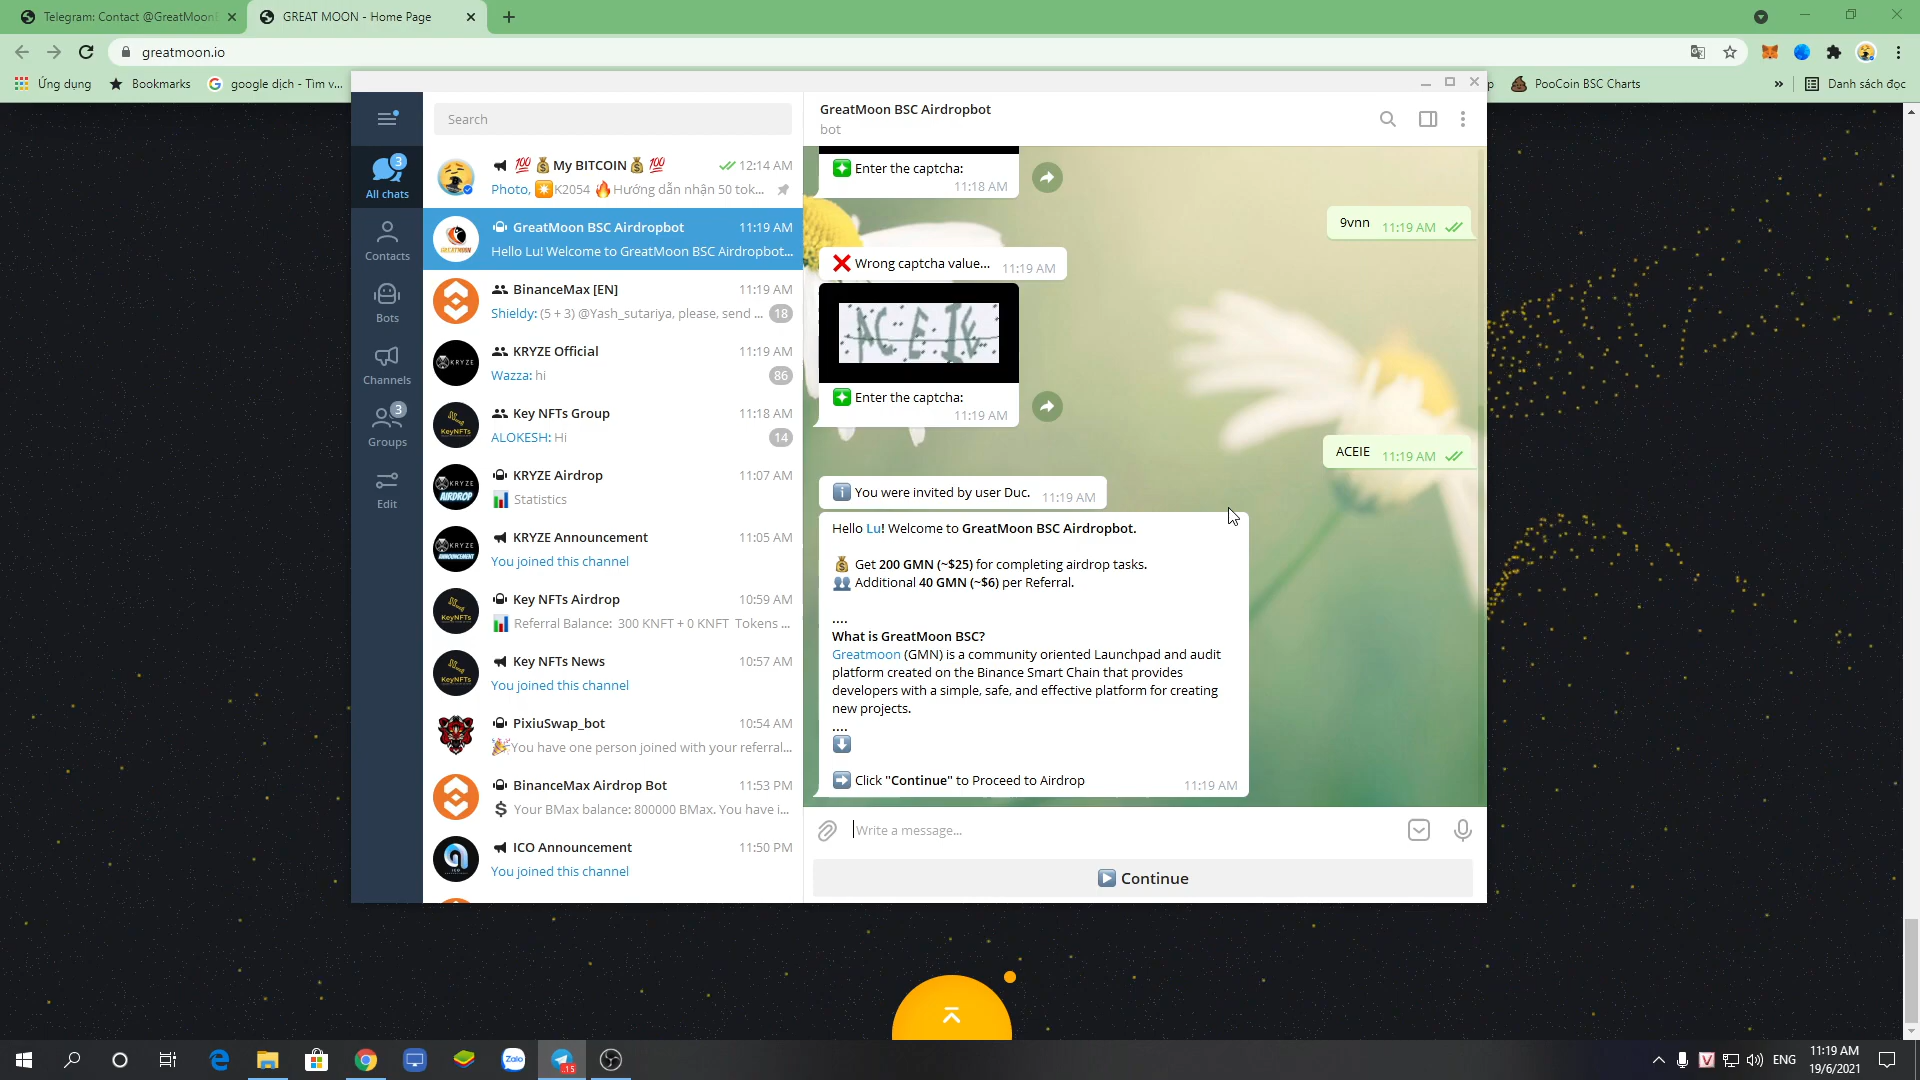 Telegram: Contact @GreatMoonB
GREAT MOON - Home Page
greatmoon.io
Ứng dụng
Bookmarks
google dịch - Tìm v...
p
PooCoin BSC Charts
»
Danh sách đọc
Search
3
All chats
Contacts
Bots
Channels
3
Groups
Edit
💯💰My BITCOIN💰💯
12:14 AM
Photo, K2054 🔥Hướng dẫn nhận 50 tok...
GreatMoon BSC Airdropbot
11:19 AM
Hello Lu! Welcome to GreatMoon BSC Airdropbot...
BinanceMax [EN]
11:19 AM
Shieldy: (5 + 3) @Yash_sutariya, please, send ...
18
KRYZE Official
11:19 AM
Wazza: hi
86
Key NFTs Group
11:18 AM
ALOKESH: Hi
14
KRYZE Airdrop
11:07 AM
📊 Statistics
KRYZE Announcement
11:05 AM
You joined this channel
Key NFTs Airdrop
10:59 AM
📊 Referral Balance: 300 KNFT + 0 KNFT Tokens ...
Key NFTs News
10:57 AM
You joined this channel
PixiuSwap_bot
10:54 AM
🎉You have one person joined with your referral...
BinanceMax Airdrop Bot
11:53 PM
💲 Your BMax balance: 800000 BMax. You have i...
ICO Announcement
11:50 PM
You joined this channel
GreatMoon BSC Airdropbot
bot
Enter the captcha:
11:18 AM
9vnn 11:19 AM
❌ Wrong captcha value... 11:19 AM
ACEIE
Enter the captcha:
11:19 AM
ACEIE 11:19 AM
ℹ️ You were invited by user Duc. 11:19 AM
Hello Lu! Welcome to GreatMoon BSC Airdropbot.
💰 Get 200 GMN (~$25) for completing airdrop tasks.
👥 Additional 40 GMN (~$6) per Referral.
....
What is GreatMoon BSC?
Greatmoon (GMN) is a community oriented Launchpad and audit
platform created on the Binance Smart Chain that provides
developers with a simple, safe, and effective platform for creating
new projects.
....
⬇️
➡️ Click "Continue" to Proceed to Airdrop
11:19 AM
Write a message...
▶️ Continue
Zalo
..15
V
ENG
11:19 AM
19/6/2021